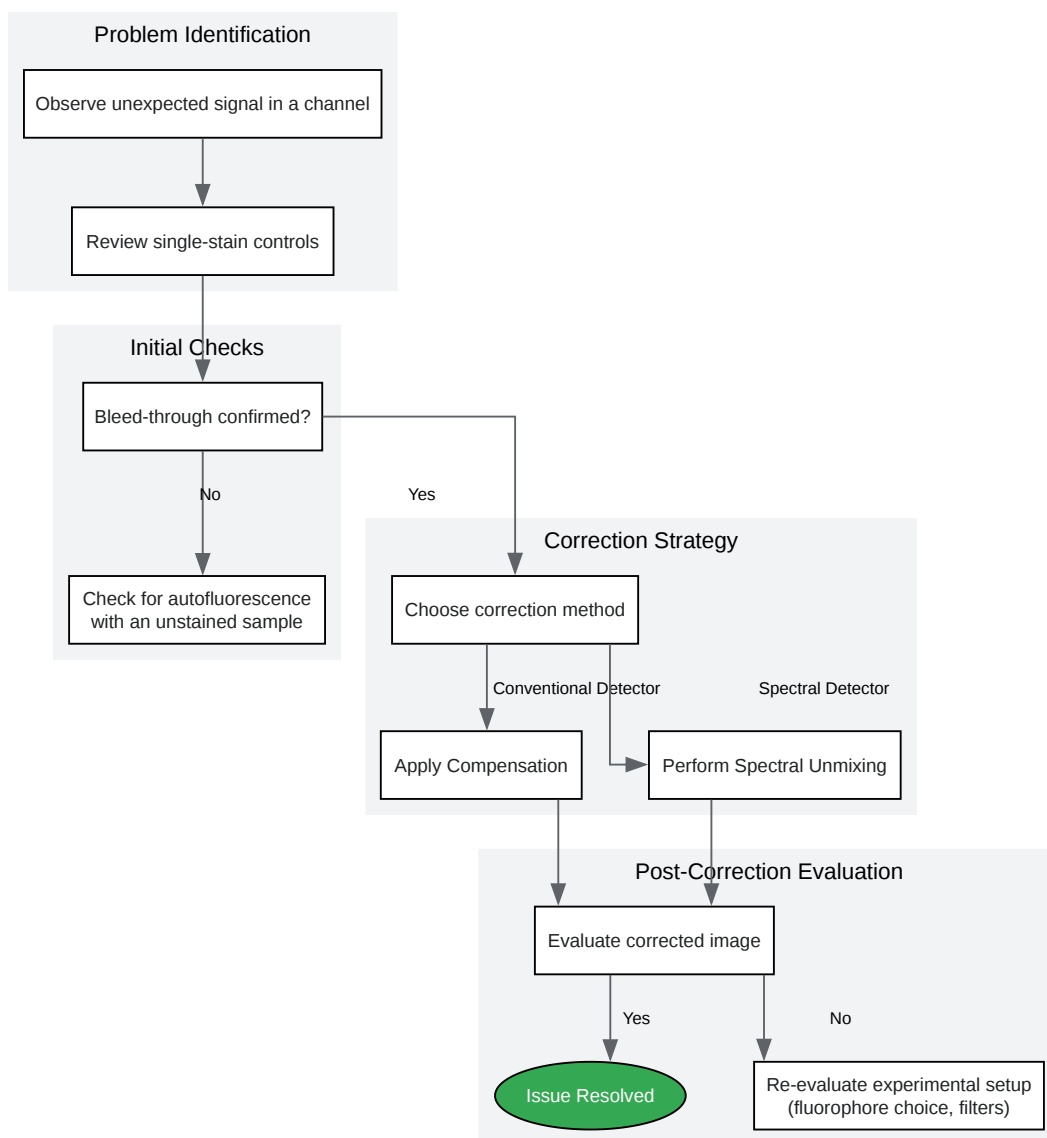 Problem Identification
Observe unexpected signal in a channel
Review single-stain controls
Initial Checks
Bleed-through confirmed?
No
Yes
Check for autofluorescence
with an unstained sample
Correction Strategy
Choose correction method
Conventional Detector
Spectral Detector
Apply Compensation
Perform Spectral Unmixing
Post-Correction Evaluation
Evaluate corrected image
Yes
No
Issue Resolved
Re-evaluate experimental setup
(fluorophore choice, filters)